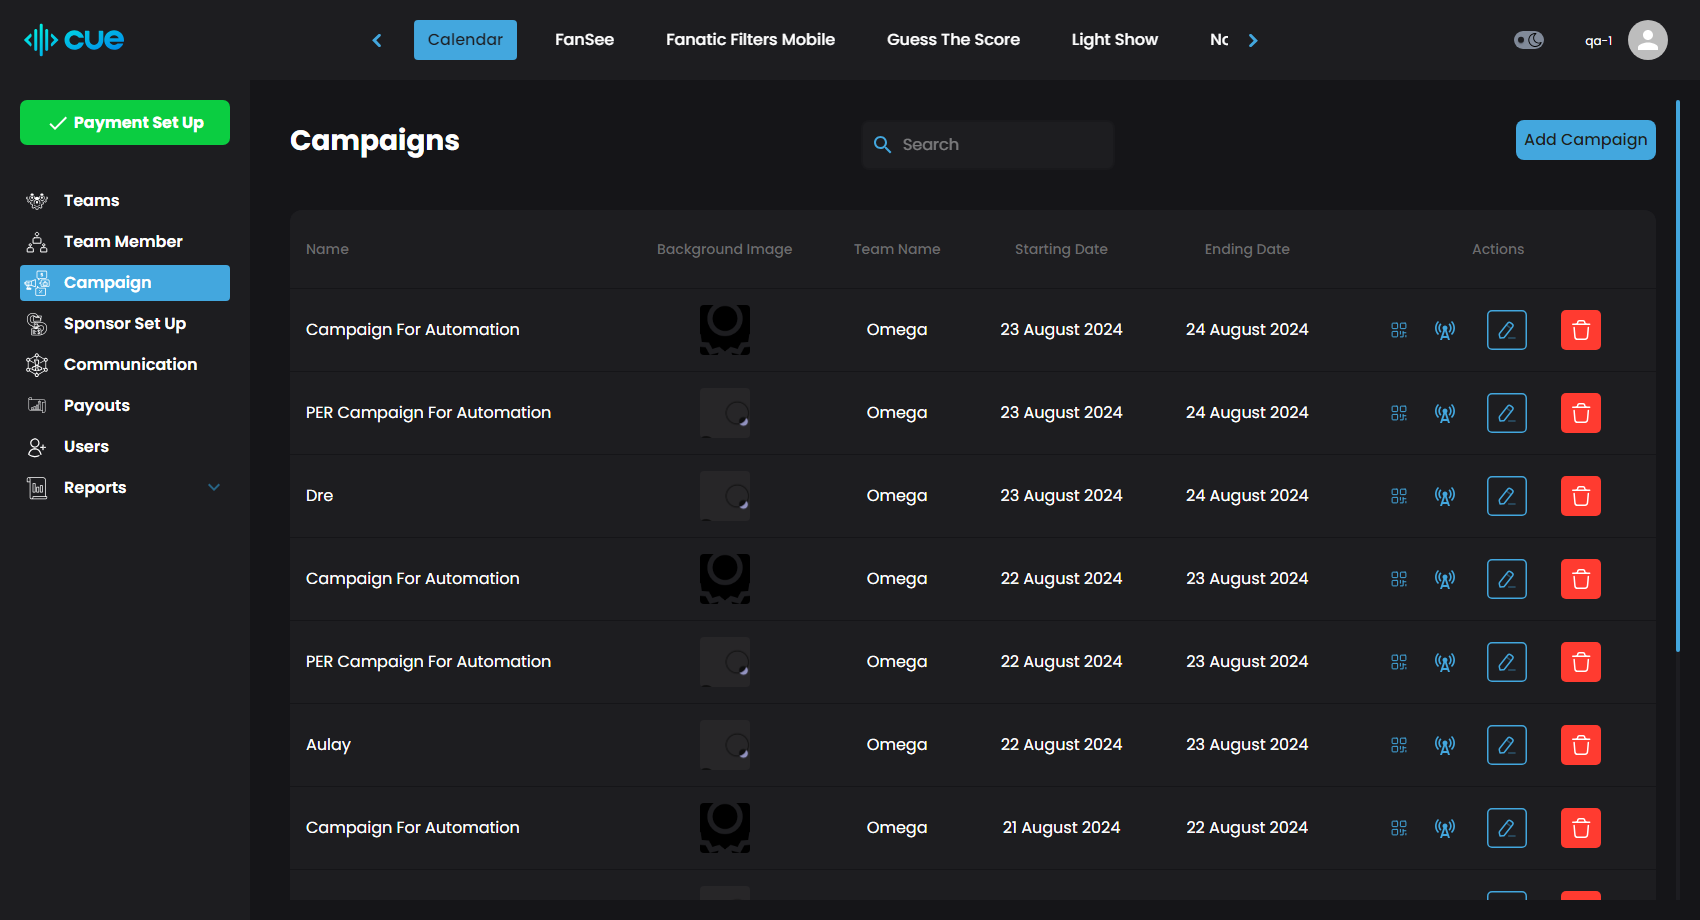 cue
Calendar FanSee Fanatic Filters Mobile Guess The Score Light Show
qa-1
Payment Set Up
Teams
Team Member
Campaign
Sponsor Set Up
Communication
Payouts
Users
Reports
Campaigns
Search
Add Campaign
Name Background Image Team Name Starting Date Ending Date Actions
Campaign For Automation Omega 23 August 2024 24 August 2024
PER Campaign For Automation Omega 23 August 2024 24 August 2024
Dre Omega 23 August 2024 24 August 2024
Campaign For Automation Omega 22 August 2024 23 August 2024
PER Campaign For Automation Omega 22 August 2024 23 August 2024
Aulay Omega 22 August 2024 23 August 2024
Campaign For Automation Omega 21 August 2024 22 August 2024